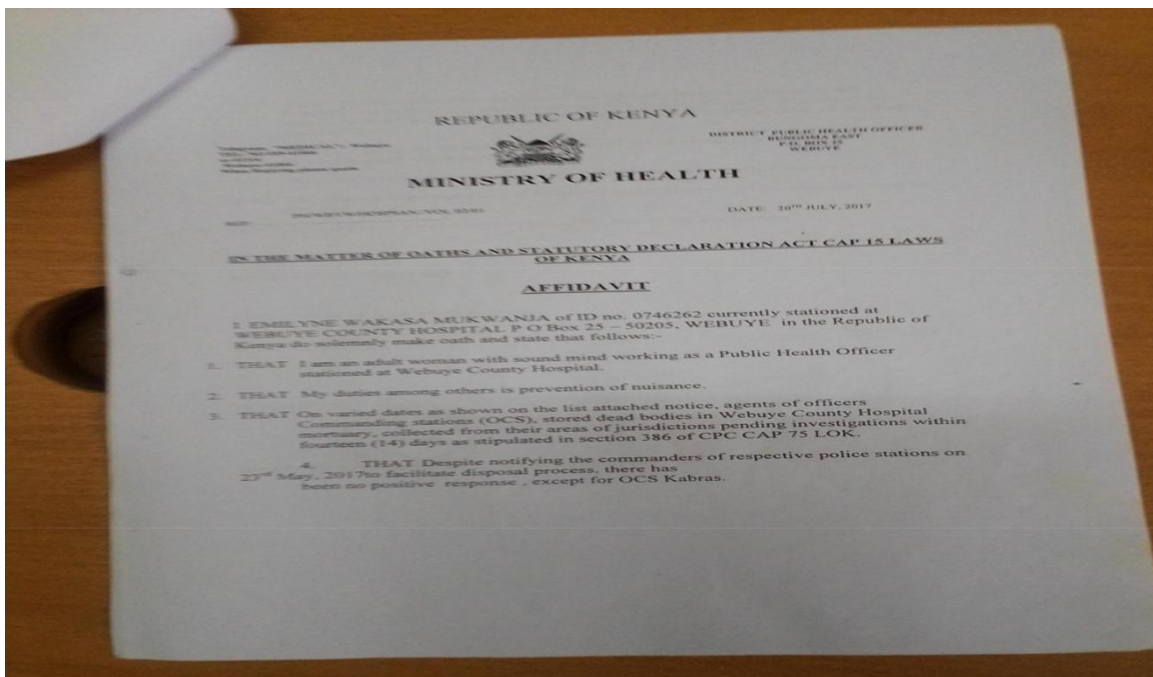 REPUBLIC OF KENYA
DISTRICT PUBLIC HEALTH OFFICER
BUNGOMA EAST
P.O. BOX 25
WEBUYE
MINISTRY OF HEALTH
DATE: 20TH JULY, 2017
IN THE MATTER OF OATHS AND STATUTORY DECLARATION ACT CAP 15 LAWS
OF KENYA
AFFIDAVIT
I EMILYNE WAKASA MUKWANJA of ID no. 0746262 currently stationed at
WEBUYE COUNTY HOSPITAL P O Box 25 – 50205, WEBUYE in the Republic of
Kenya do solemnly make oath and state that follows:-
1. THAT I am an adult woman with sound mind working as a Public Health Officer
stationed at Webuye County Hospital.
2. THAT My duties among others is prevention of nuisance.
3. THAT On varied dates as shown on the list attached notice, agents of officers
Commanding stations (OCS), stored dead bodies in Webuye County Hospital
mortuary, collected from their areas of jurisdictions pending investigations within
fourteen (14) days as stipulated in section 386 of CPC CAP 75 LOK.
4. THAT Despite notifying the commanders of respective police stations on
23rd May, 2017to facilitate disposal process, there has
been no positive response , except for OCS Kabras.